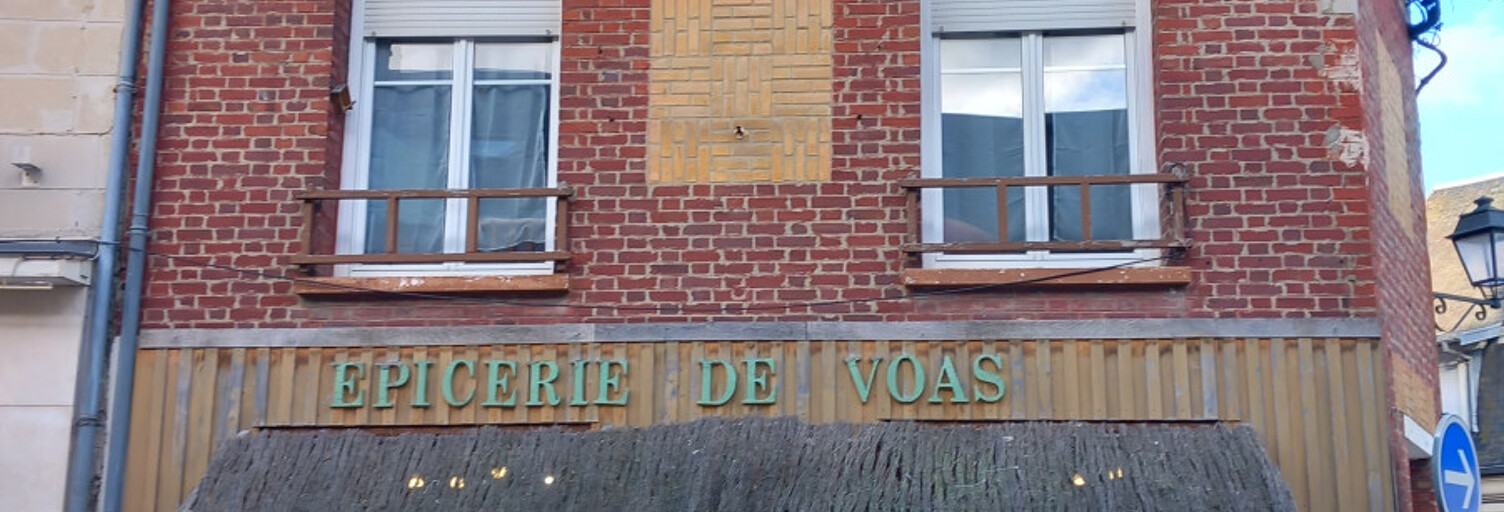 EPICERIE DE VOAS